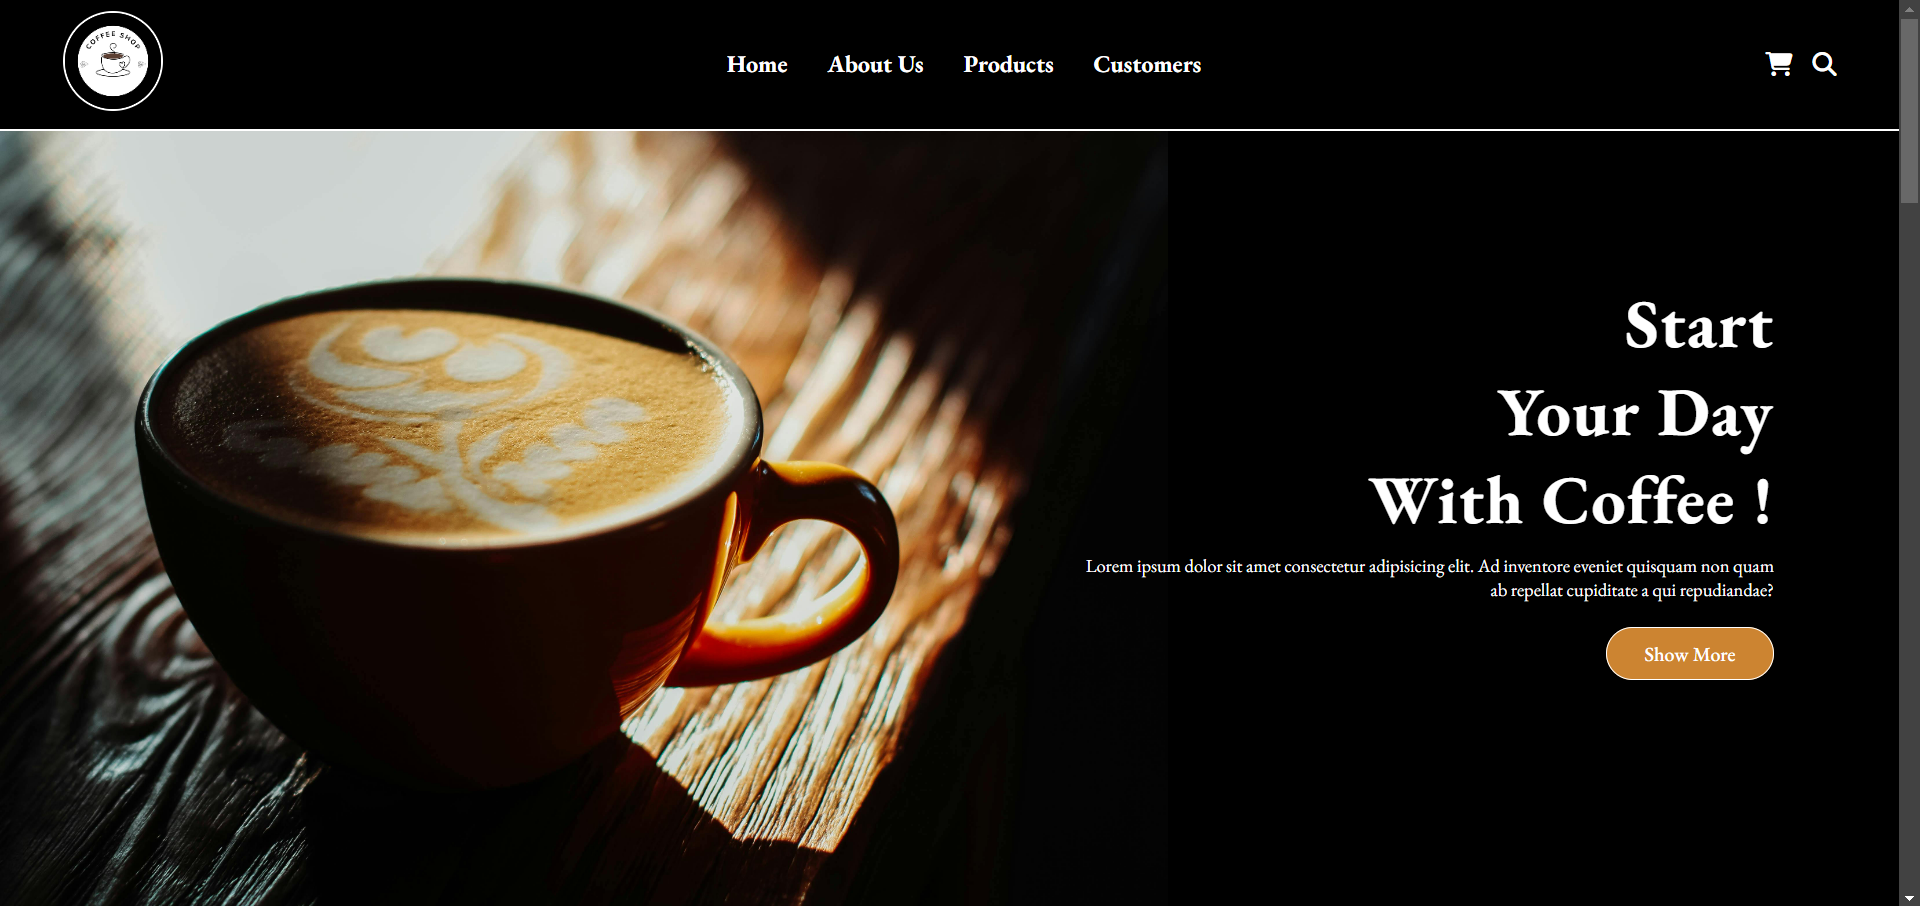 COFFEE SHOP
Home About Us Products Customers
Start
Your Day
With Coffee !
Lorem ipsum dolor sit amet consectetur adipisicing elit. Ad inventore eveniet quisquam non quam
ab repellat cupiditate a qui repudiandae?
Show More